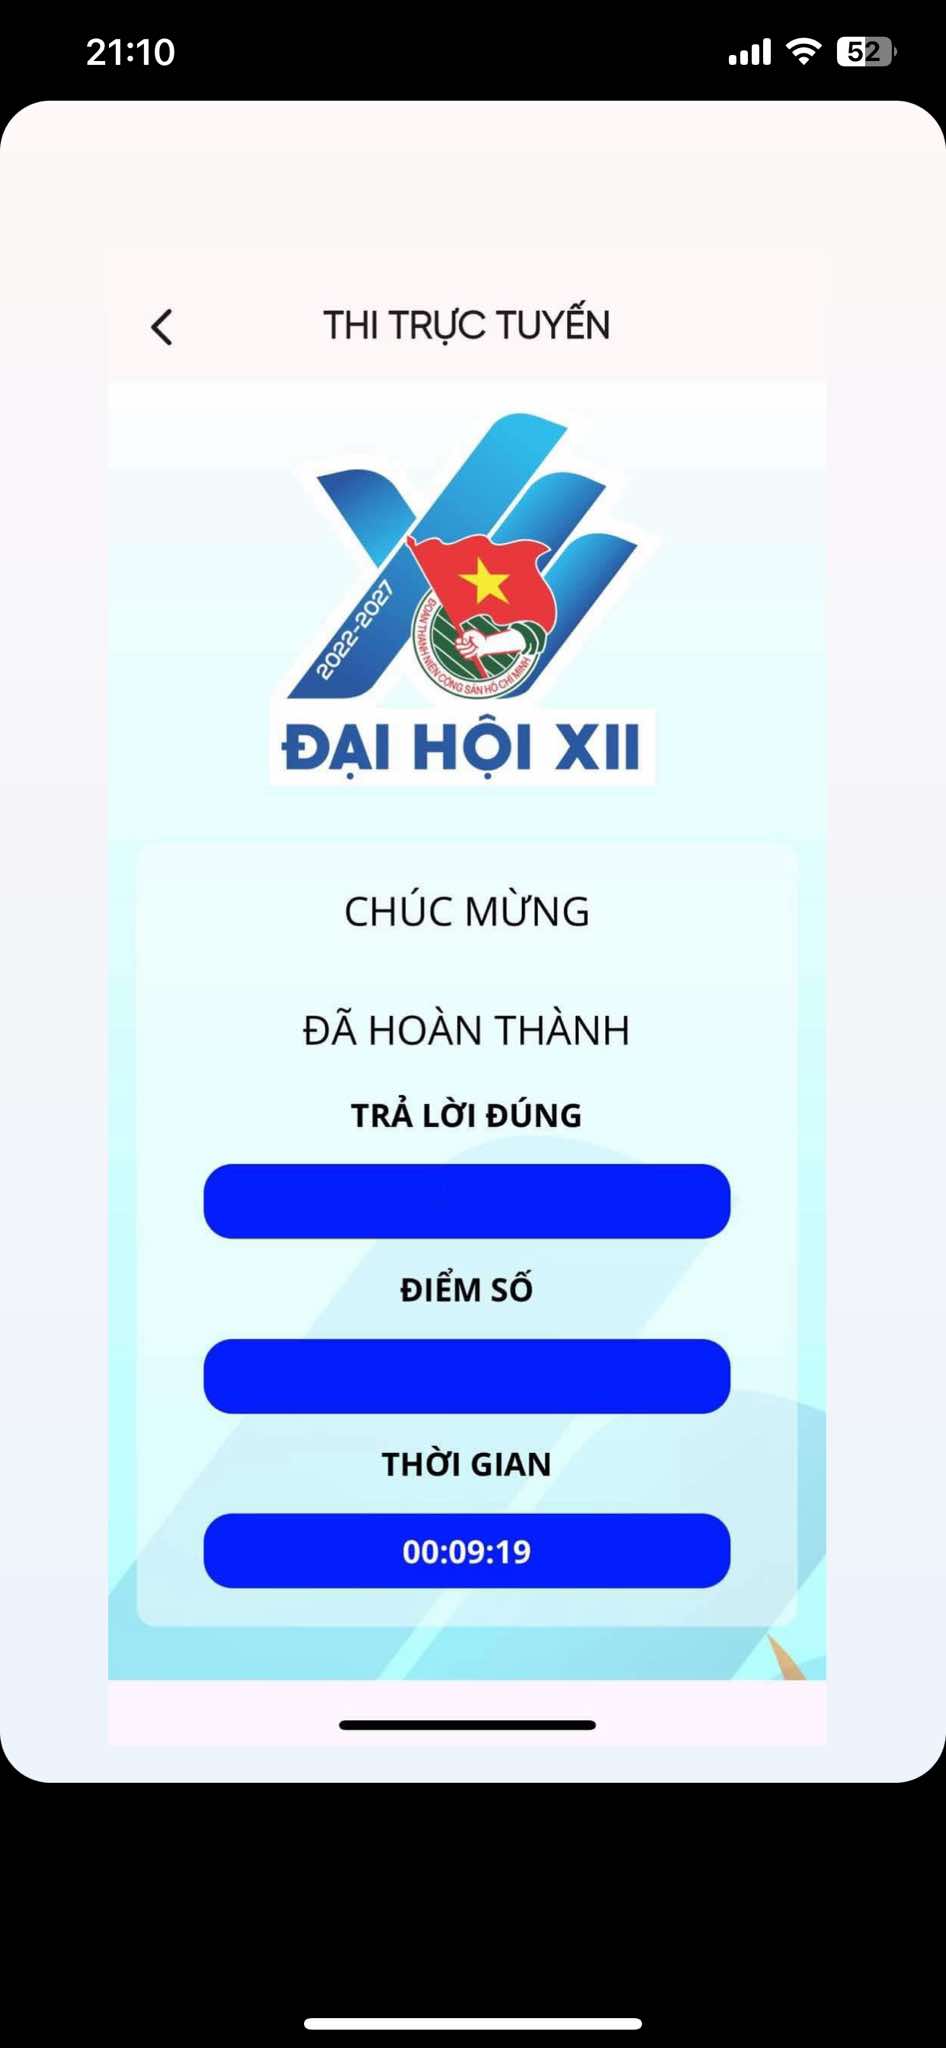 21:10
52
THI TRỰC TUYẾN
2022-2027
ĐOÀN THANH NIÊN CỘNG SẢN HỒ CHÍ MINH
ĐẠI HỘI XII
CHÚC MỪNG
ĐÃ HOÀN THÀNH
TRẢ LỜI ĐÚNG
ĐIỂM SỐ
THỜI GIAN
00:09:19